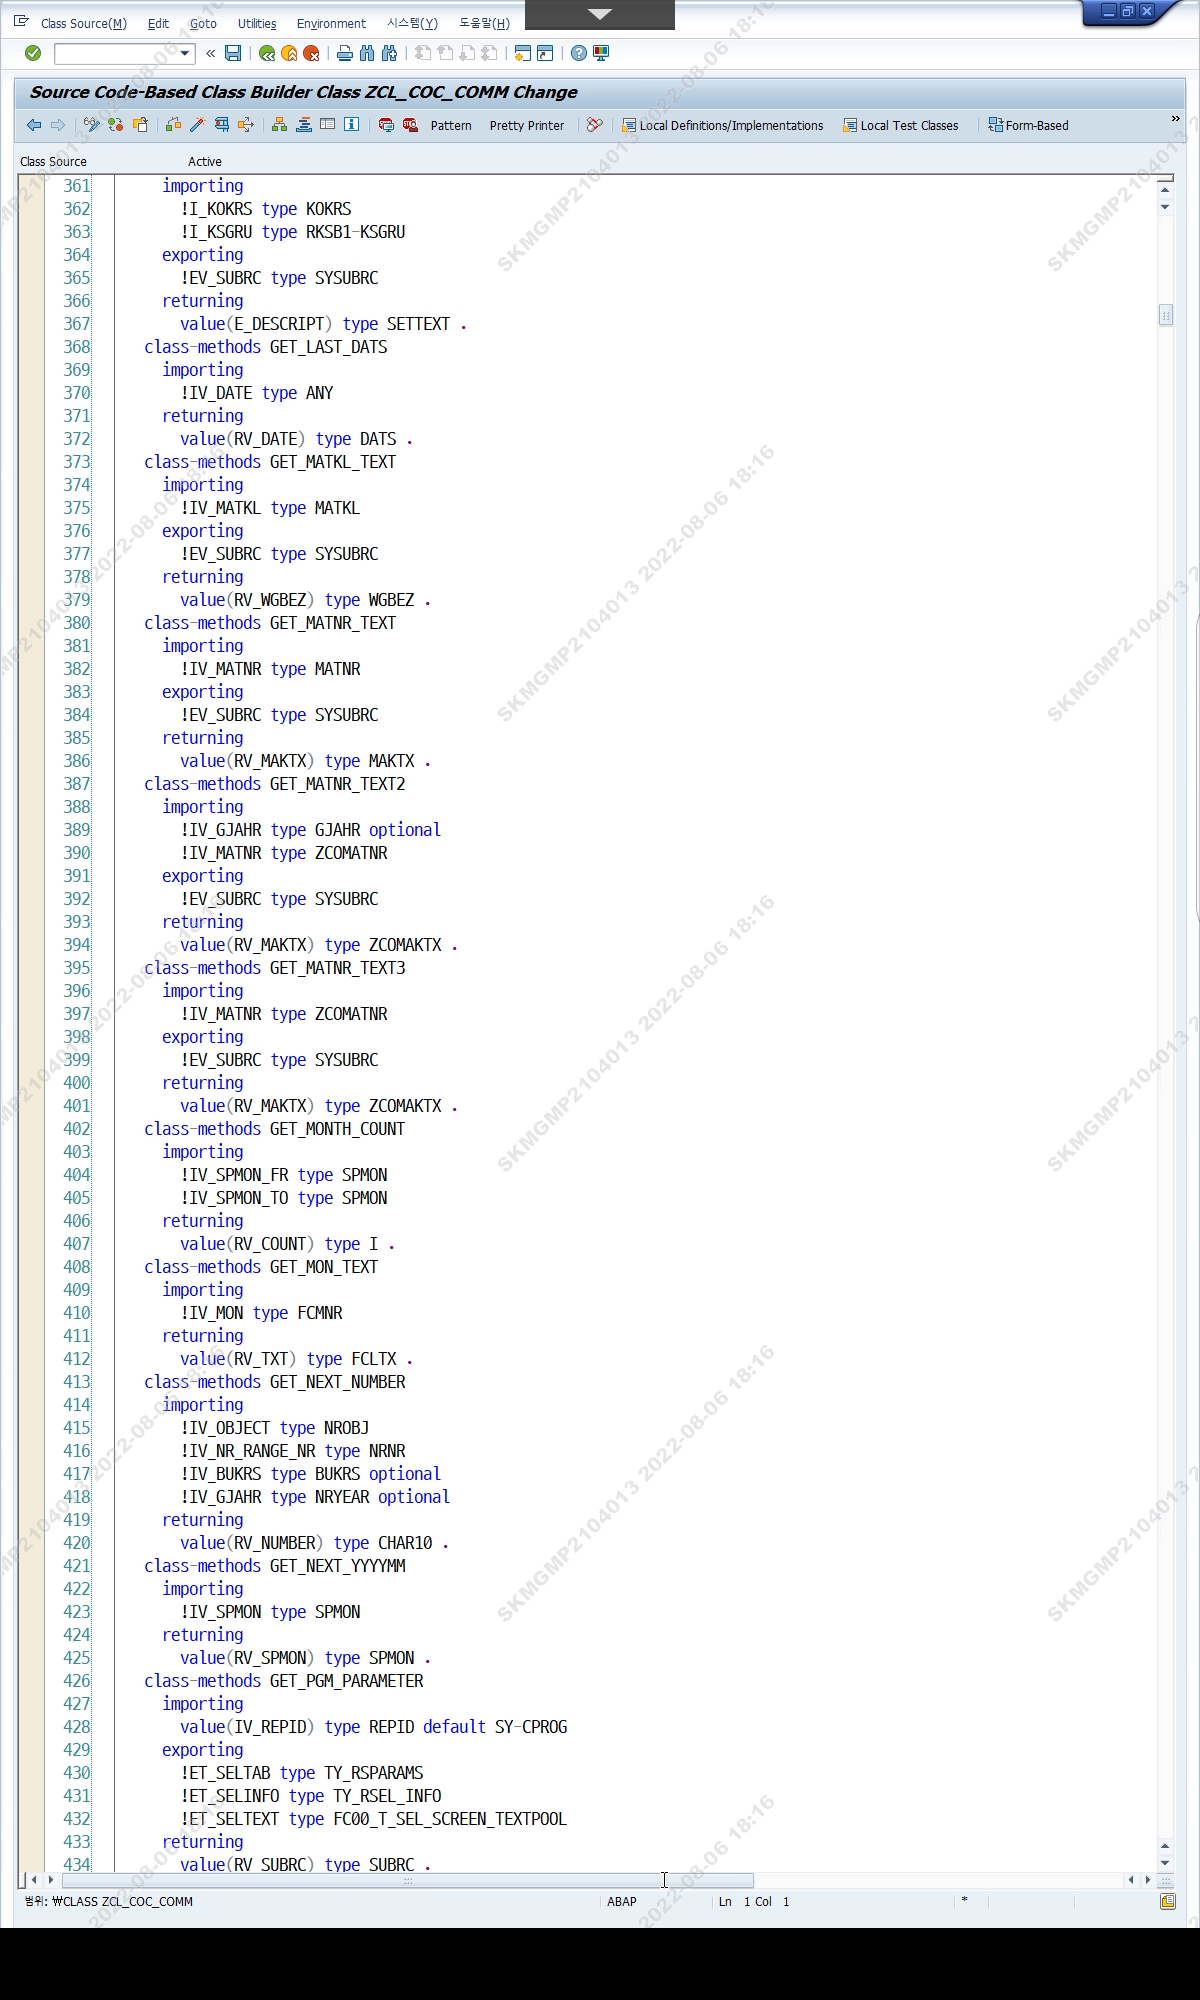 Class Source(M) Edit Goto Utilities Environment 시스템(Y) 도움말(H)
Source Code-Based Class Builder Class ZCL_COC_COMM Change
Pattern Pretty Printer Local Definitions/Implementations Local Test Classes Form-Based
Class Source Active
361 importing
362 !I_KOKRS type KOKRS
363 !I_KSGRU type RKSB1-KSGRU
364 exporting
365 !EV_SUBRC type SYSUBRC
366 returning
367 value(E_DESCRIPT) type SETTEXT .
368 class-methods GET_LAST_DATS
369 importing
370 !IV_DATE type ANY
371 returning
372 value(RV_DATE) type DATS .
373 class-methods GET_MATKL_TEXT
374 importing
375 !IV_MATKL type MATKL
376 exporting
377 !EV_SUBRC type SYSUBRC
378 returning
379 value(RV_WGBEZ) type WGBEZ .
380 class-methods GET_MATNR_TEXT
381 importing
382 !IV_MATNR type MATNR
383 exporting
384 !EV_SUBRC type SYSUBRC
385 returning
386 value(RV_MAKTX) type MAKTX .
387 class-methods GET_MATNR_TEXT2
388 importing
389 !IV_GJAHR type GJAHR optional
390 !IV_MATNR type ZCOMATNR
391 exporting
392 !EV_SUBRC type SYSUBRC
393 returning
394 value(RV_MAKTX) type ZCOMAKTX .
395 class-methods GET_MATNR_TEXT3
396 importing
397 !IV_MATNR type ZCOMATNR
398 exporting
399 !EV_SUBRC type SYSUBRC
400 returning
401 value(RV_MAKTX) type ZCOMAKTX .
402 class-methods GET_MONTH_COUNT
403 importing
404 !IV_SPMON_FR type SPMON
405 !IV_SPMON_TO type SPMON
406 returning
407 value(RV_COUNT) type I .
408 class-methods GET_MON_TEXT
409 importing
410 !IV_MON type FCMNR
411 returning
412 value(RV_TXT) type FCLTX .
413 class-methods GET_NEXT_NUMBER
414 importing
415 !IV_OBJECT type NROBJ
416 !IV_NR_RANGE_NR type NRNR
417 !IV_BUKRS type BUKRS optional
418 !IV_GJAHR type NRYEAR optional
419 returning
420 value(RV_NUMBER) type CHAR10 .
421 class-methods GET_NEXT_YYYYMM
422 importing
423 !IV_SPMON type SPMON
424 returning
425 value(RV_SPMON) type SPMON .
426 class-methods GET_PGM_PARAMETER
427 importing
428 value(IV_REPID) type REPID default SY-CPROG
429 exporting
430 !ET_SELTAB type TY_RSPARAMS
431 !ET_SELINFO type TY_RSEL_INFO
432 !ET_SELTEXT type FC00_T_SEL_SCREEN_TEXTPOOL
433 returning
434 value(RV_SUBRC) type SUBRC .
범위: ₩CLASS ZCL_COC_COMM ABAP Ln 1 Col 1 *
SKMGMP2104013 2022-08-06 18:16
SKMGMP2104013 2022-08-06 18:16
SKMGMP2104013 2022-08-06 18:16